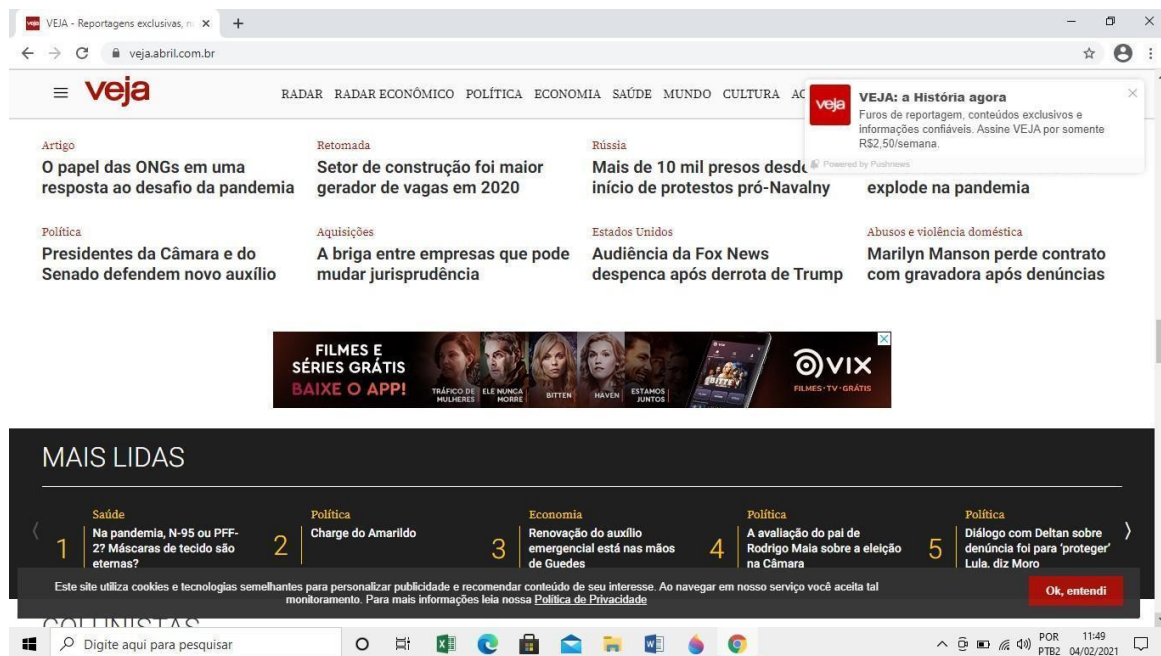 veja VEJA - Reportagens exclusivas, n
veja.abril.com.br
veja
RADAR RADAR ECONÔMICO POLÍTICA ECONOMIA SAÚDE MUNDO CULTURA
veja
VEJA: a História agora
Furos de reportagem, conteúdos exclusivos e
informações confiáveis. Assine VEJA por somente
R$2,50/semana.
Powered by Pushnews
Artigo
O papel das ONGs em uma
resposta ao desafio da pandemia
Retomada
Setor de construção foi maior
gerador de vagas em 2020
Rússia
Mais de 10 mil presos desde
início de protestos pró-Navalny
explode na pandemia
Política
Presidentes da Câmara e do
Senado defendem novo auxílio
Aquisições
A briga entre empresas que pode
mudar jurisprudência
Estados Unidos
Audiência da Fox News
despenca após derrota de Trump
Abusos e violência doméstica
Marilyn Manson perde contrato
com gravadora após denúncias
FILMES E
SÉRIES GRÁTIS
BAIXE O APP!
TRÁFICO DE
MULHERES
ELE NUNCA
MORRE
BITTEN
HAVEN
ESTAMOS
JUNTOS
BITTEN
VIX
FILMES·TV·GRÁTIS
MAIS LIDAS
1
Saúde
Na pandemia, N-95 ou PFF-
2? Máscaras de tecido são
eternas?
2
Política
Charge do Amarildo
3
Economia
Renovação do auxílio
emergencial está nas mãos
de Guedes
4
Política
A avaliação do pai de
Rodrigo Maia sobre a eleição
na Câmara
5
Política
Diálogo com Deltan sobre
denúncia foi para 'proteger'
Lula, diz Moro
Este site utiliza cookies e tecnologias semelhantes para personalizar publicidade e recomendar conteúdo de seu interesse. Ao navegar em nosso serviço você aceita tal
monitoramento. Para mais informações leia nossa Política de Privacidade
Ok, entendi
COLUNISTAS
Digite aqui para pesquisar
POR
PTB2
11:49
04/02/2021